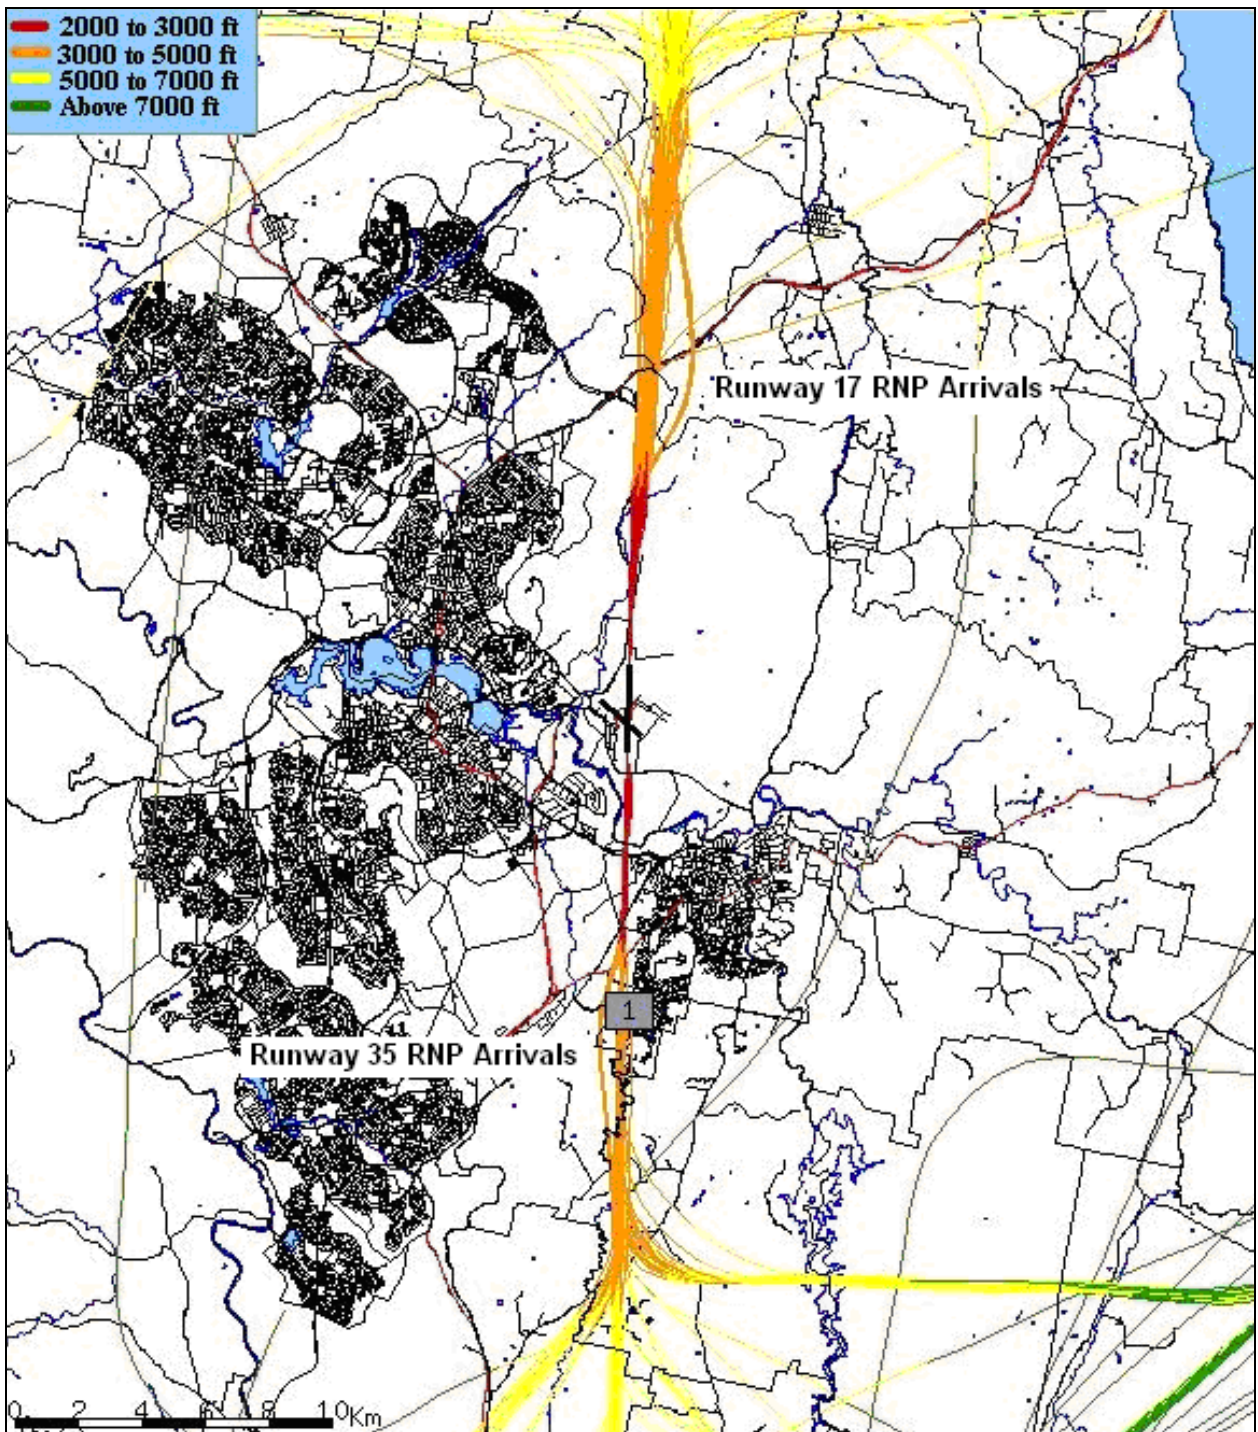 2000 to 3000 ft
3000 to 5000 ft
5000 to 7000 ft
Above 7000 ft
Runway 17 RNP Arrivals
1
Runway 35 RNP Arrivals
0 2 4 6 8 10Km